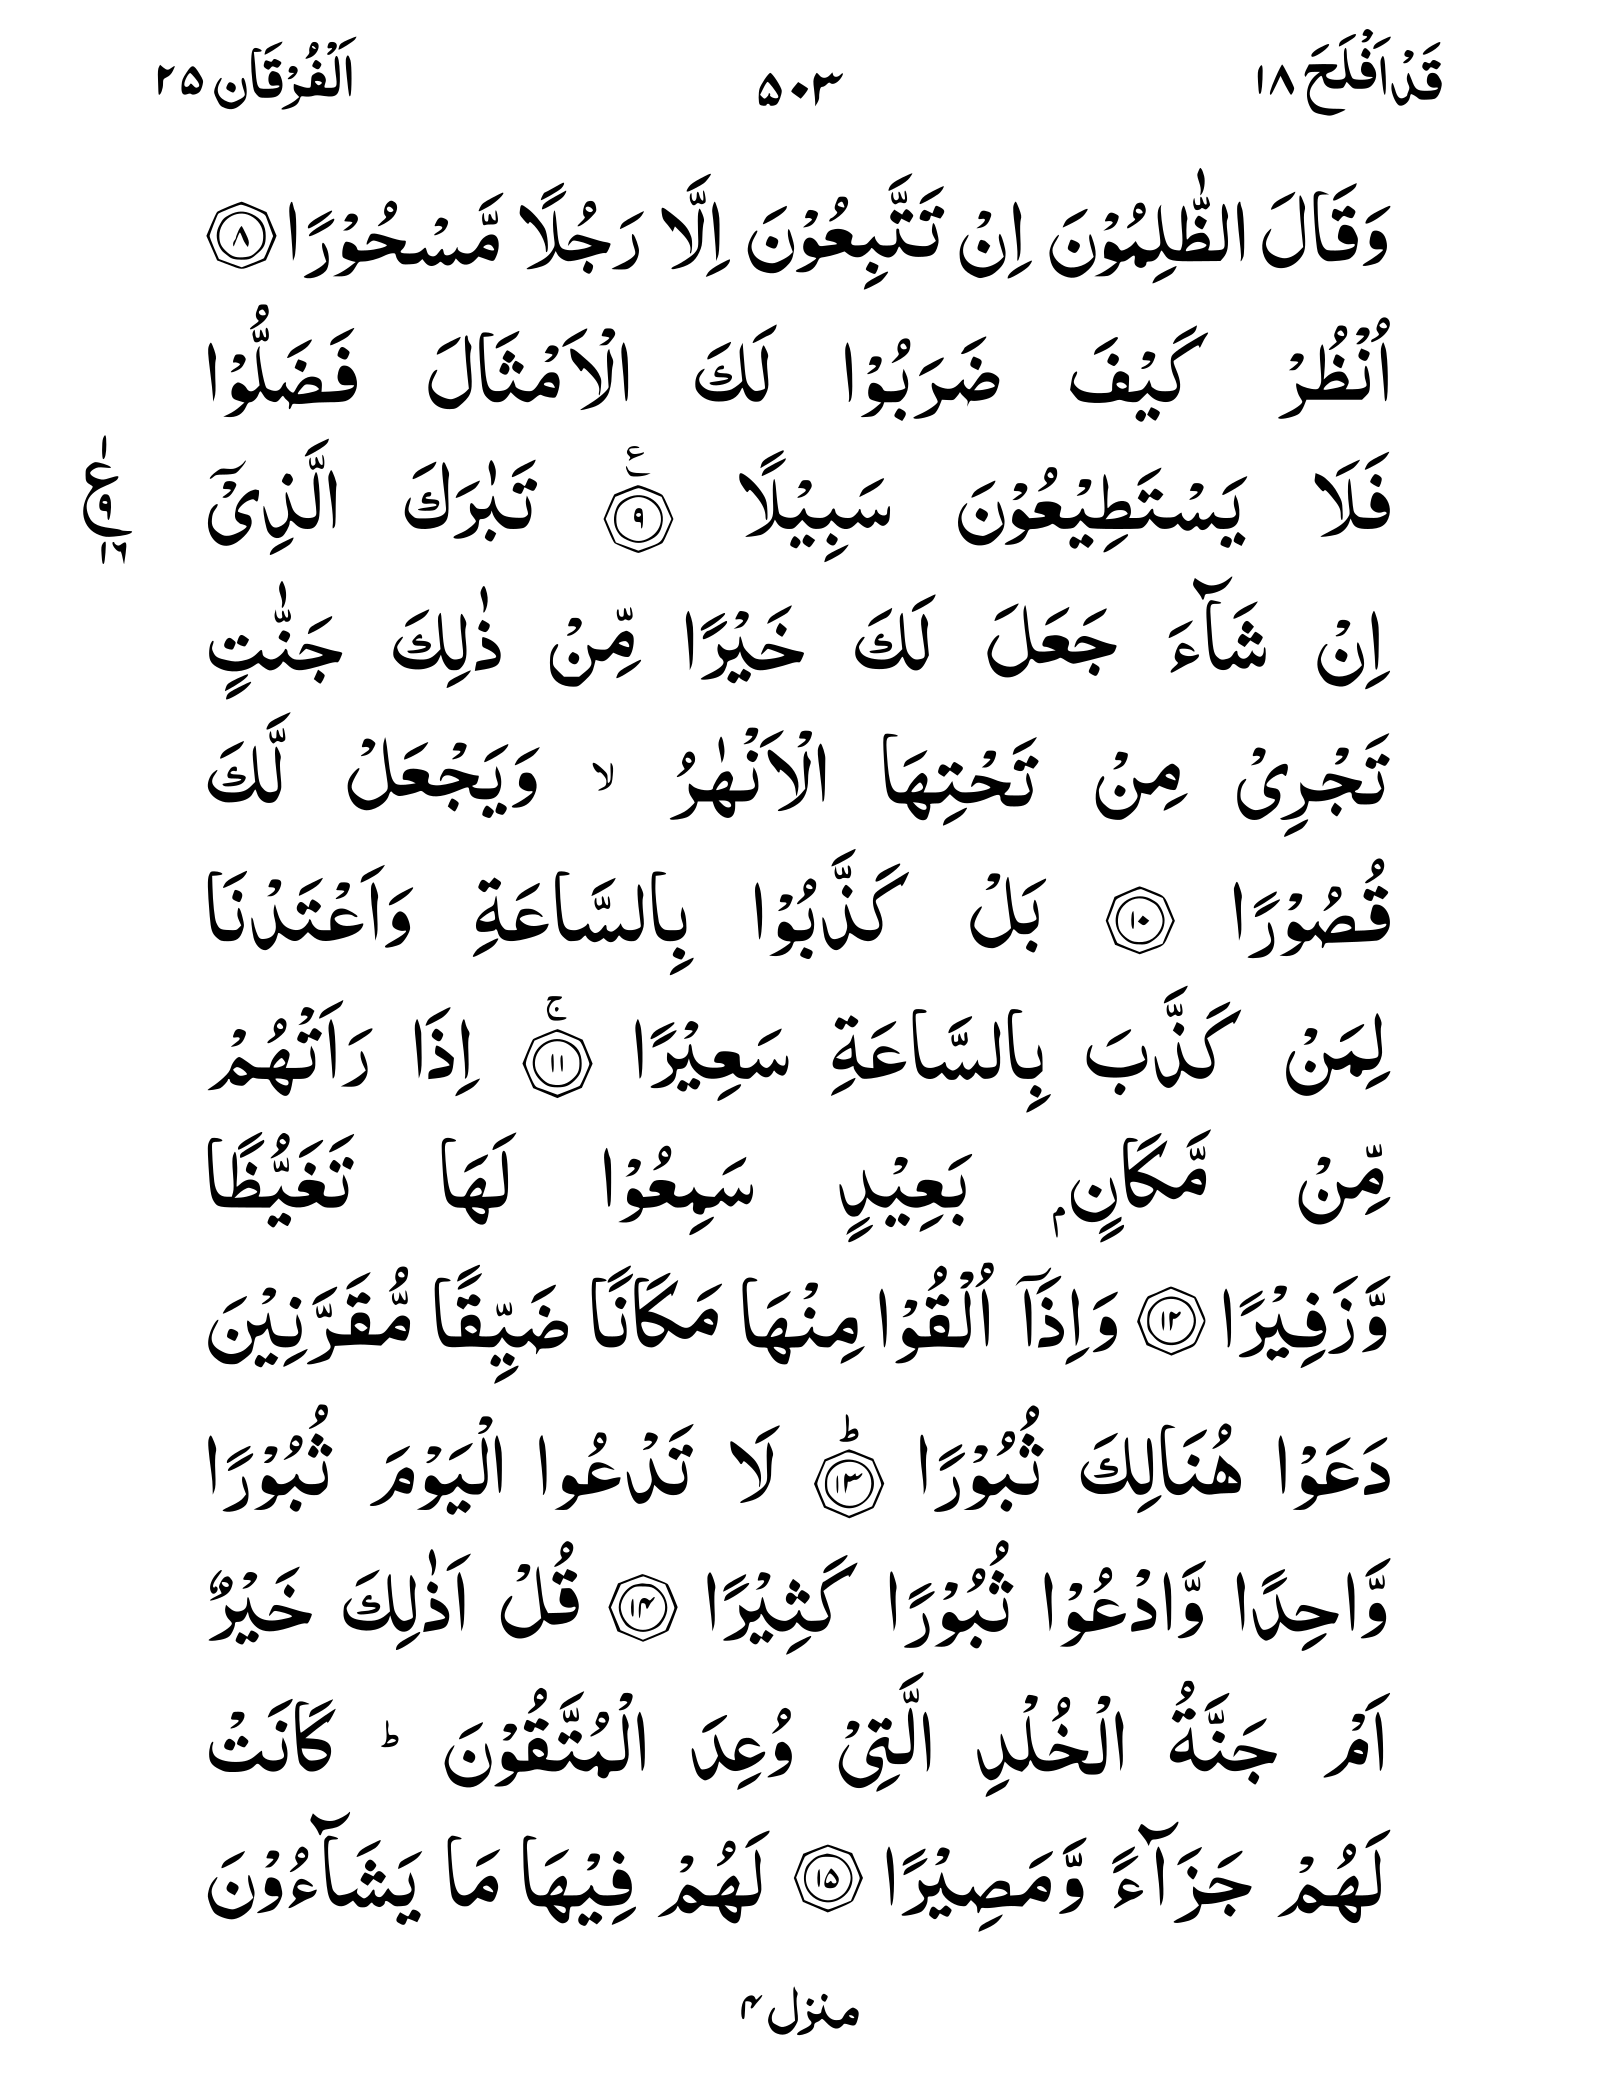 قَدْاَفْلَحَ ۱۸ ۵۰۳ اَلْفُرْقَان ۲۵
وَقَالَ الظّٰلِمُوْنَ اِنْ تَتَّبِعُوْنَ اِلَّا رَجُلًا مَّسْحُوْرًا ۸
اُنْظُرْ كَيْفَ ضَرَبُوْا لَكَ الْاَمْثَالَ فَضَلُّوْا
فَلَا يَسْتَطِيْعُوْنَ سَبِيْلًا ۹ ع تَبٰرَكَ الَّذِيْۤ ع ۹ ۱۶
اِنْ شَآءَ جَعَلَ لَكَ خَيْرًا مِّنْ ذٰلِكَ جَنّٰتٍ
تَجْرِيْ مِنْ تَحْتِهَا الْاَنْهٰرُ ۙ وَيَجْعَلْ لَّكَ
قُصُوْرًا ۱۰ بَلْ كَذَّبُوْا بِالسَّاعَةِ وَاَعْتَدْنَا
لِمَنْ كَذَّبَ بِالسَّاعَةِ سَعِيْرًا ۱۱ ۚ اِذَا رَاَتْهُمْ
مِّنْ مَّكَانٍۭ بَعِيْدٍ سَمِعُوْا لَهَا تَغَيُّظًا
وَّزَفِيْرًا ۱۲ وَاِذَاۤ اُلْقُوْا مِنْهَا مَكَانًا ضَيِّقًا مُّقَرَّنِيْنَ
دَعَوْا هُنَالِكَ ثُبُوْرًا ۱۳ ؕ لَا تَدْعُوا الْيَوْمَ ثُبُوْرًا
وَّاحِدًا وَّادْعُوْا ثُبُوْرًا كَثِيْرًا ۱۴ قُلْ اَذٰلِكَ خَيْرٌ
اَمْ جَنَّةُ الْخُلْدِ الَّتِيْ وُعِدَ الْمُتَّقُوْنَ ؕ كَانَتْ
لَهُمْ جَزَآءً وَّمَصِيْرًا ۱۵ لَهُمْ فِيْهَا مَا يَشَآءُوْنَ
منزل ۴